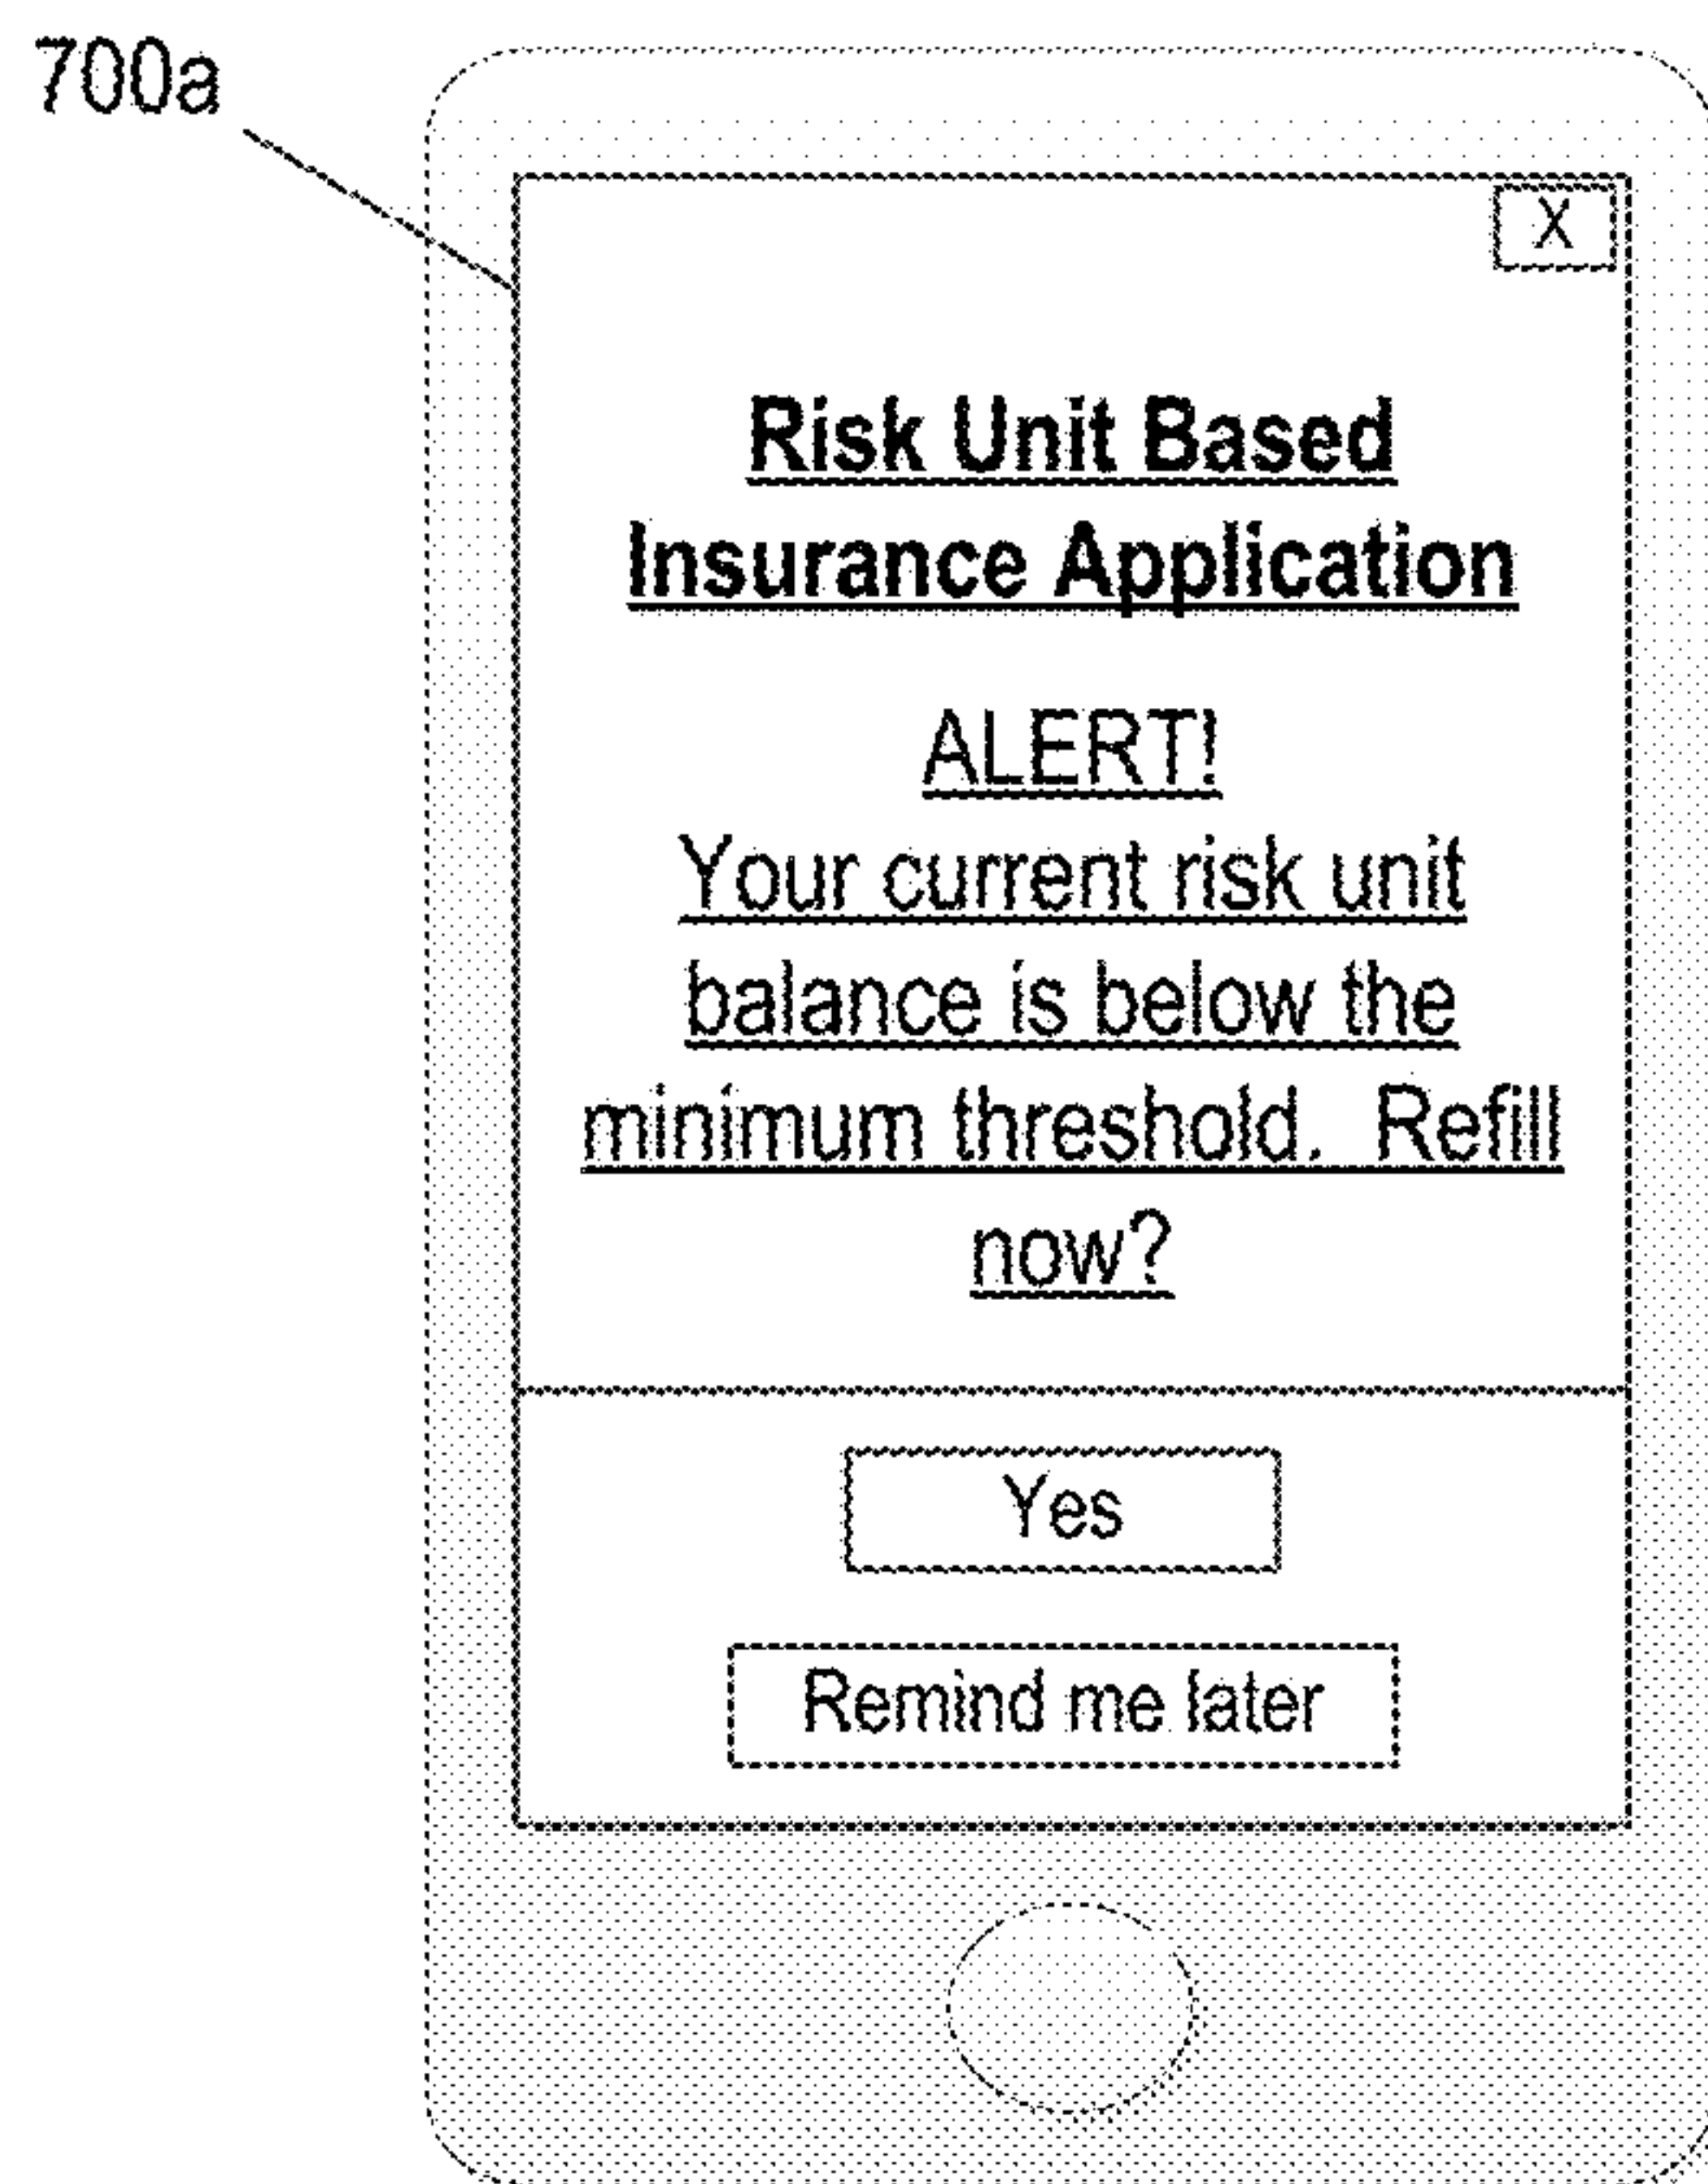 700a
X
Risk Unit Based
Insurance Application
ALERT!
Your current risk unit
balance is below the
minimum threshold.  Refill
now?
Yes
Remind me later